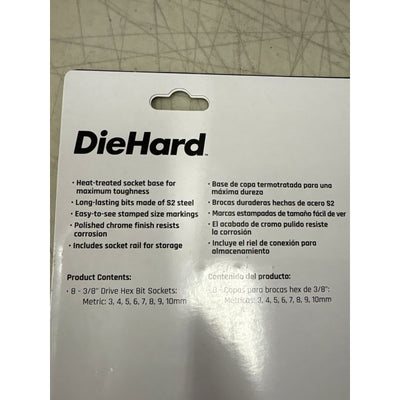 DieHard™
• Heat-treated socket base for
maximum toughness
• Long-lasting bits made of S2 steel
• Easy-to-see stamped size markings
• Polished chrome finish resists
corrosion
• Includes socket rail for storage
Product Contents:
• 8 - 3/8" Drive Hex Bit Sockets:
Metric: 3, 4, 5, 6, 7, 8, 9, 10mm
• Base de copa termotratada para una
máxima dureza
• Brocas duraderas hechas de acero S2
• Marcas estampadas de tamaño fácil de ver
• El acabado de cromo pulido resiste
la corrosión
• Incluye el riel de conexión para
almacenamiento
Contenido del producto:
8 - Copas para brocas hex de 3/8":
Métricas: 3, 4, 5, 6, 7, 8, 9, 10mm